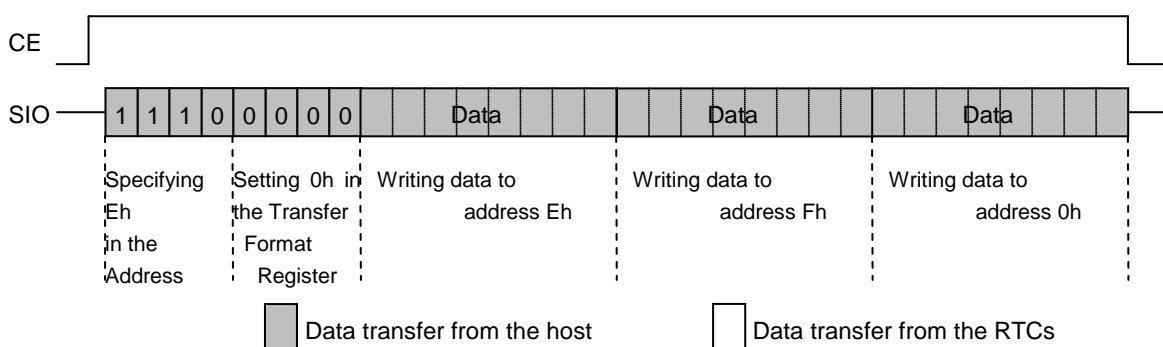 CE
SIO 1 1 1 0 0 0 0 0 Data Data Data
Specifying Setting 0h in Writing data to Writing data to Writing data to
Eh the Transfer address Eh address Fh address 0h
in the Format
Address Register
Data transfer from the host Data transfer from the RTCs